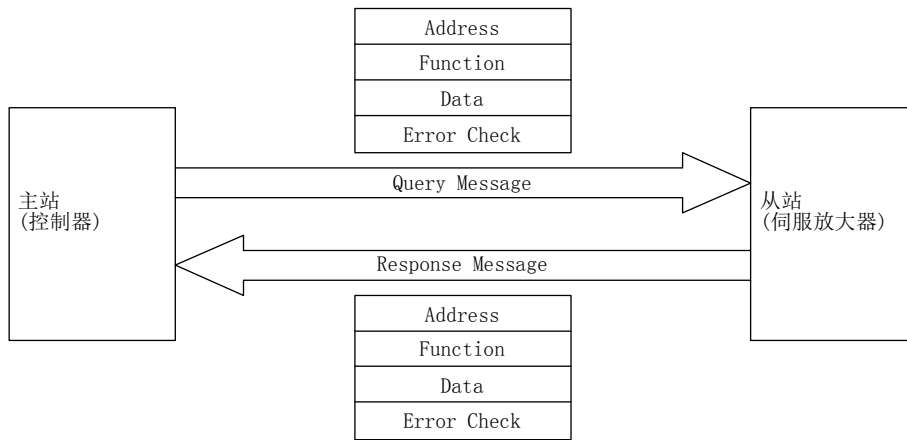 Address
Function
Data
Error Check
主站
(控制器)
Query Message
从站
(伺服放大器)
Response Message
Address
Function
Data
Error Check